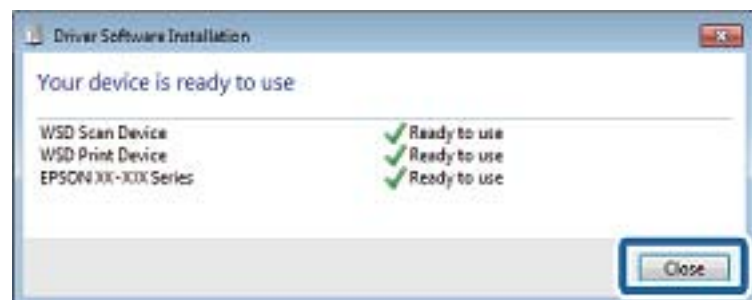 Driver Software Installation
Your device is ready to use
WSD Scan Device Ready to use
WSD Print Device Ready to use
EPSON XX-XXX Series Ready to use
Close